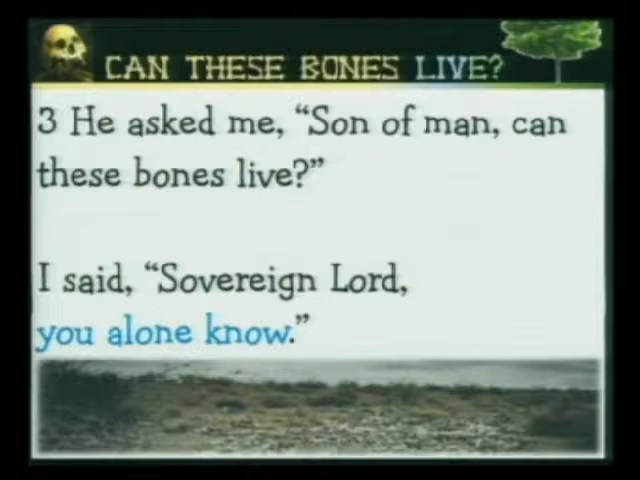 CAN THESE BONES LIVE?
3 He asked me, “Son of man, can
these bones live?”
I said, “Sovereign Lord,
you alone know.”